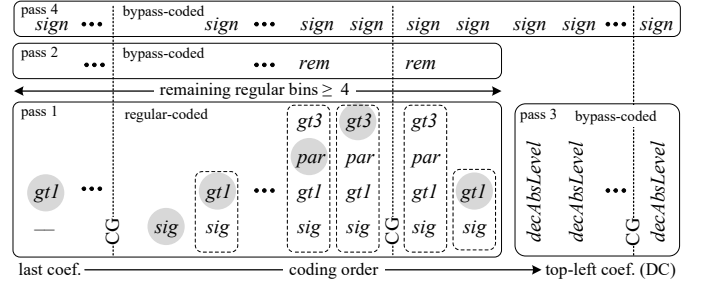 pass 4 bypass-coded
sign ••• sign ••• sign sign sign sign sign ••• sign
pass 2 bypass-coded
••• ••• rem rem
remaining regular bins ≥ 4
pass 1 regular-coded gt3 gt3 gt3 pass 3 bypass-coded
par par par
gt1 ••• gt1 ••• gt1 gt1 gt1 gt1 decAbsLevel decAbsLevel ••• decAbsLevel
— CG sig sig sig sig CG sig sig CG
last coef. coding order top-left coef. (DC)